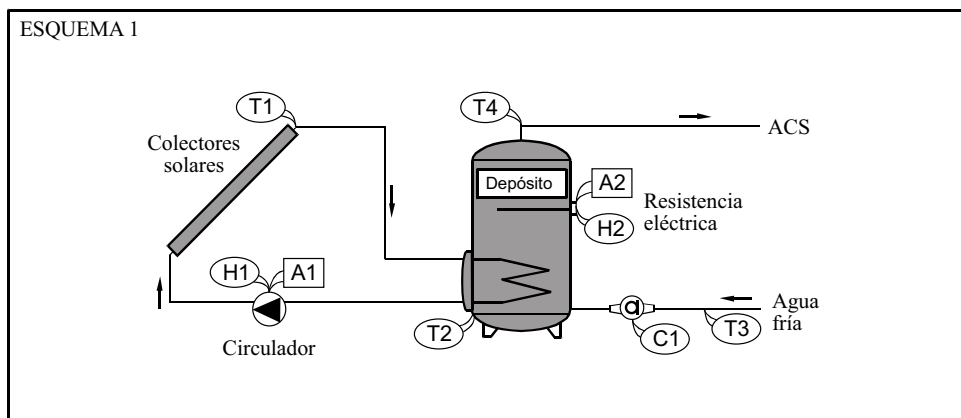 ESQUEMA 1
T1
T4
ACS
Colectores
solares
Depósito
A2
Resistencia
eléctrica
H2
H1
A1
Agua
fría
T2
C1
T3
Circulador